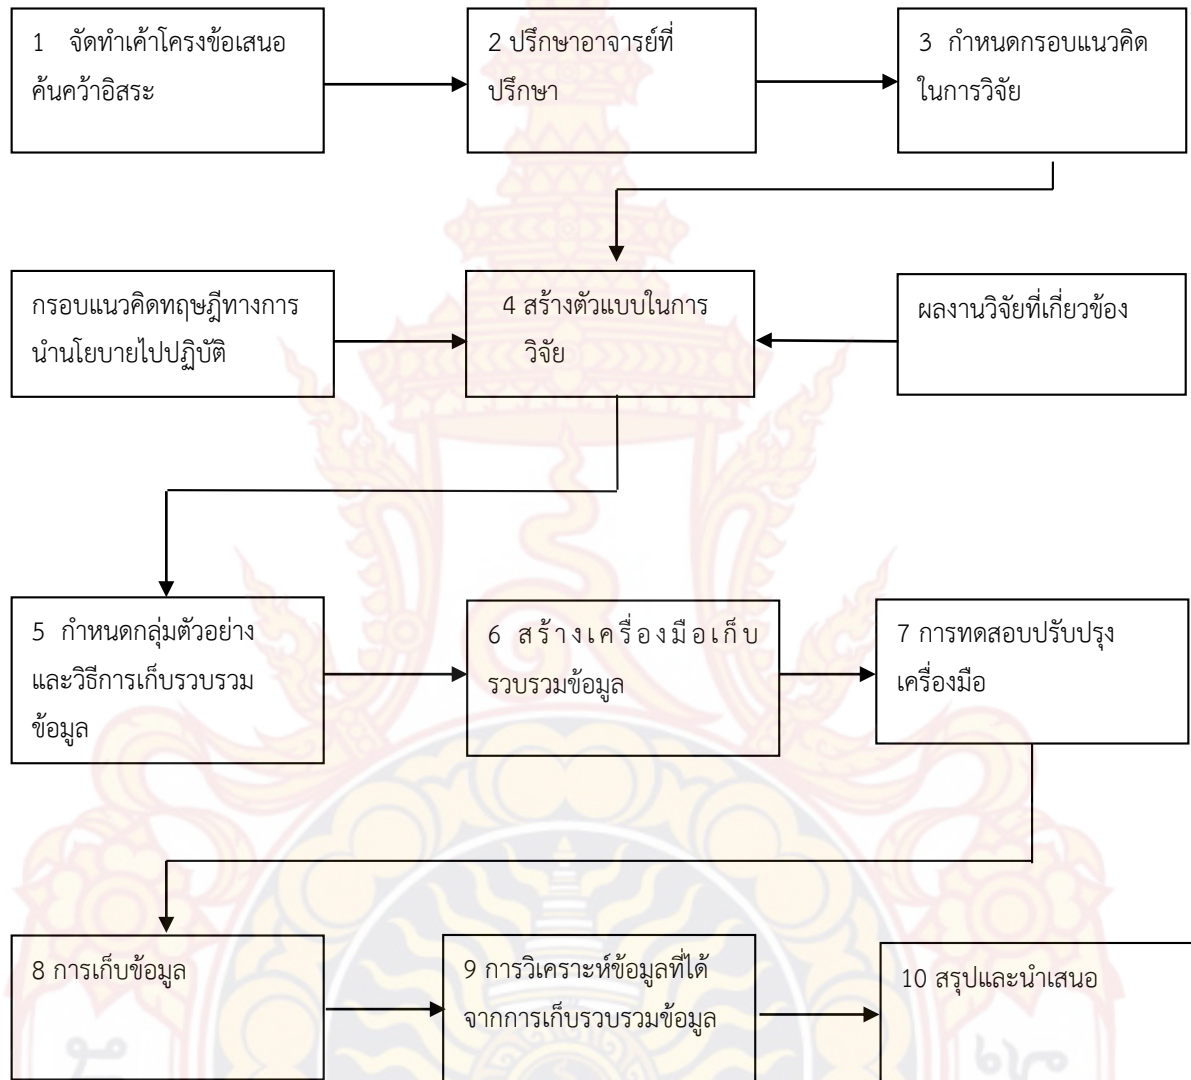 1 จัดทำเค้าโครงข้อเสนอ
ค้นคว้าอิสระ
2 ปรึกษาอาจารย์ที่
ปรึกษา
3 กำหนดกรอบแนวคิด
ในการวิจัย
กรอบแนวคิดทฤษฎีทางการ
นำนโยบายไปปฏิบัติ
4 สร้างตัวแบบในการ
วิจัย
ผลงานวิจัยที่เกี่ยวข้อง
5 กำหนดกลุ่มตัวอย่าง
และวิธีการเก็บรวบรวม
ข้อมูล
6 สร้างเครื่องมือเก็บ
รวบรวมข้อมูล
7 การทดสอบปรับปรุง
เครื่องมือ
8 การเก็บข้อมูล
9 การวิเคราะห์ข้อมูลที่ได้
จากการเก็บรวบรวมข้อมูล
10 สรุปและนำเสนอ